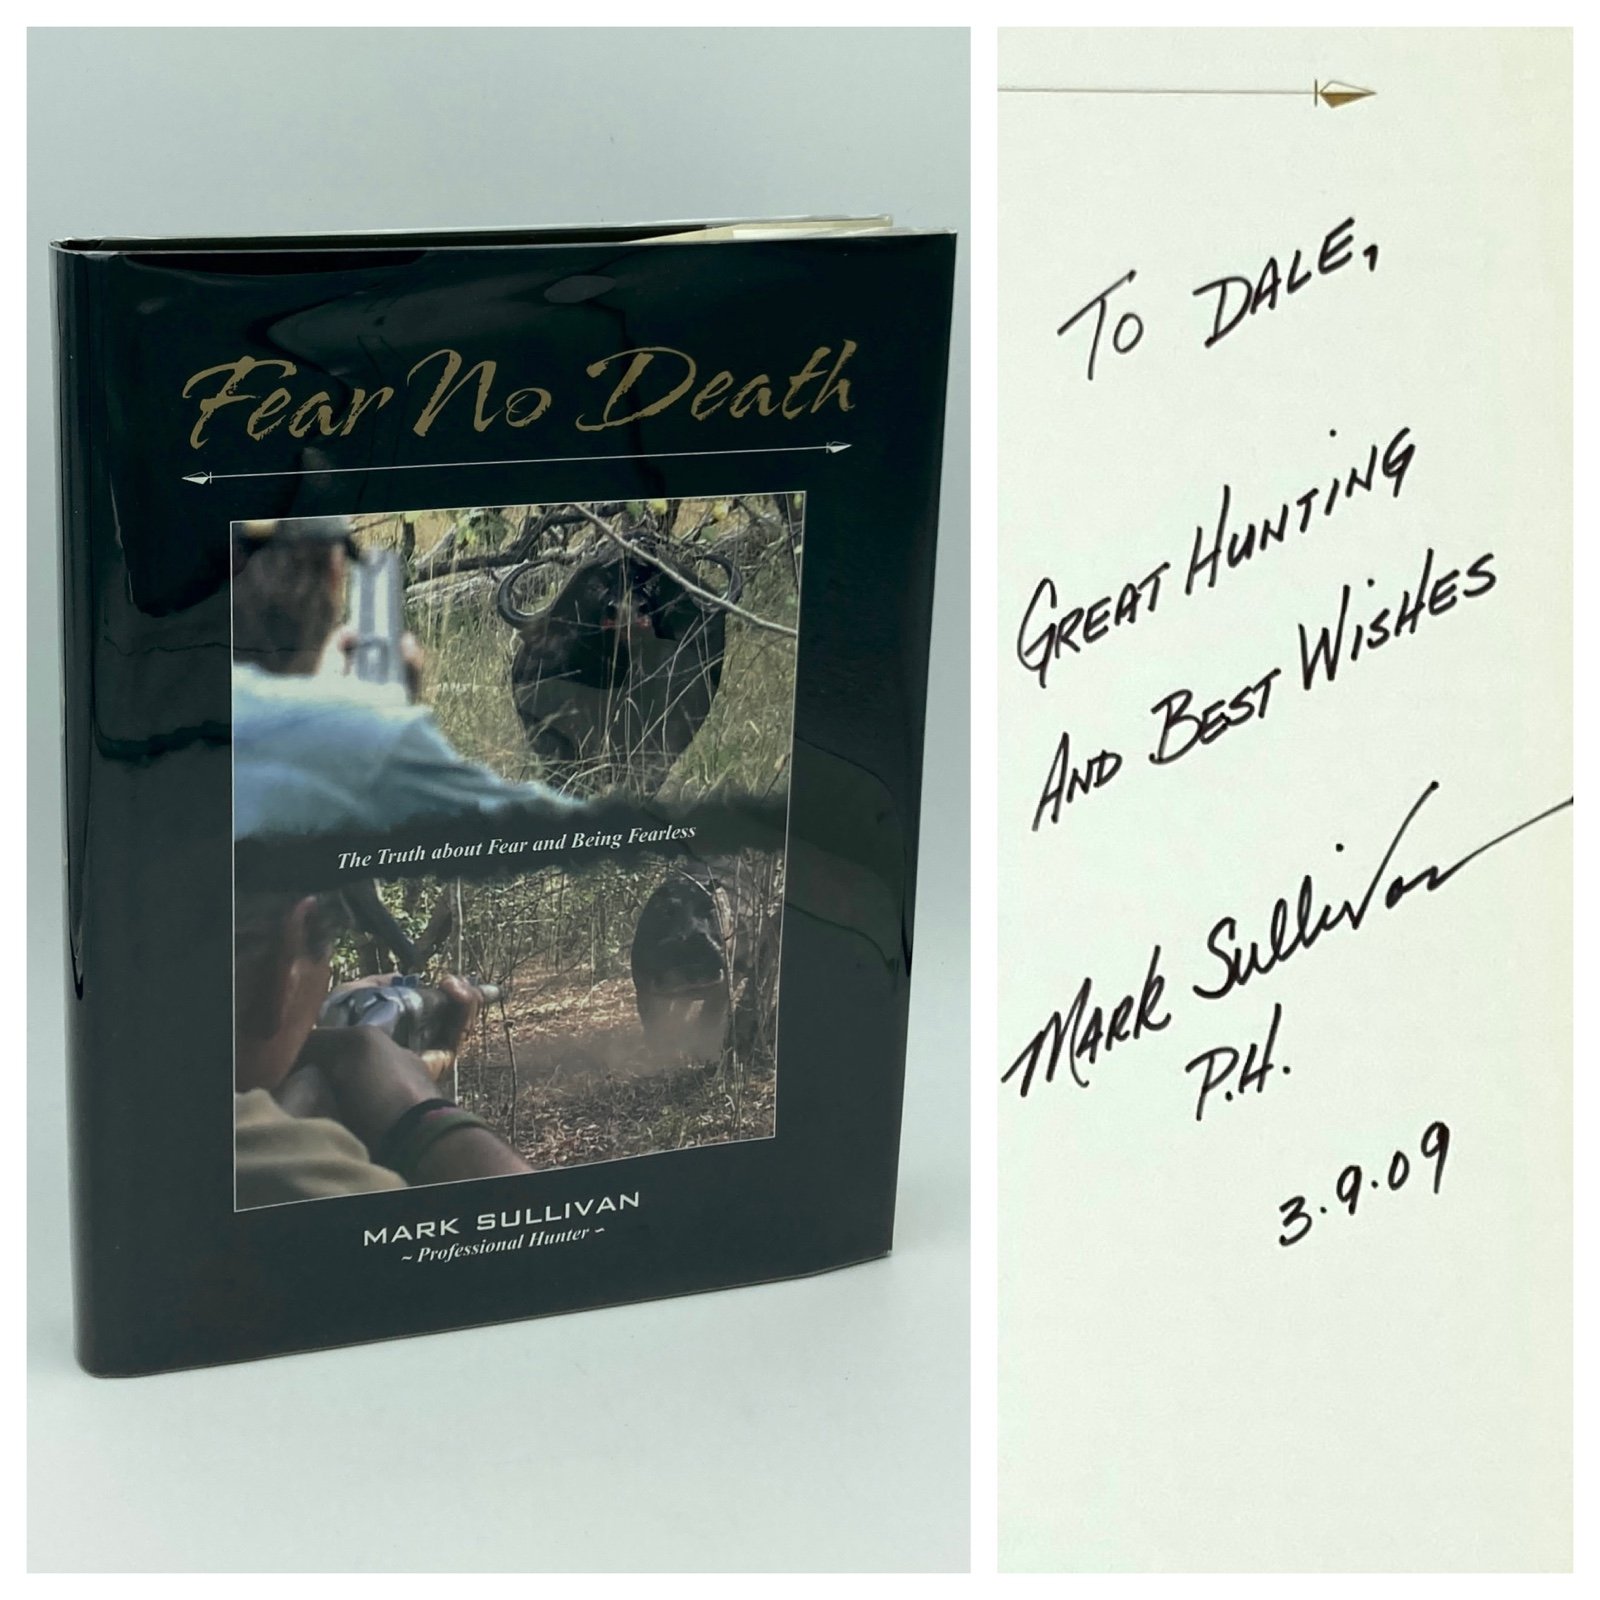 Fear No Death
The Truth about Fear and Being Fearless
MARK SULLIVAN
~ Professional Hunter ~
To DALE,
GREAT HUNTING
AND BEST WISHES
MARK Sullivan
P.H.
3.9.09